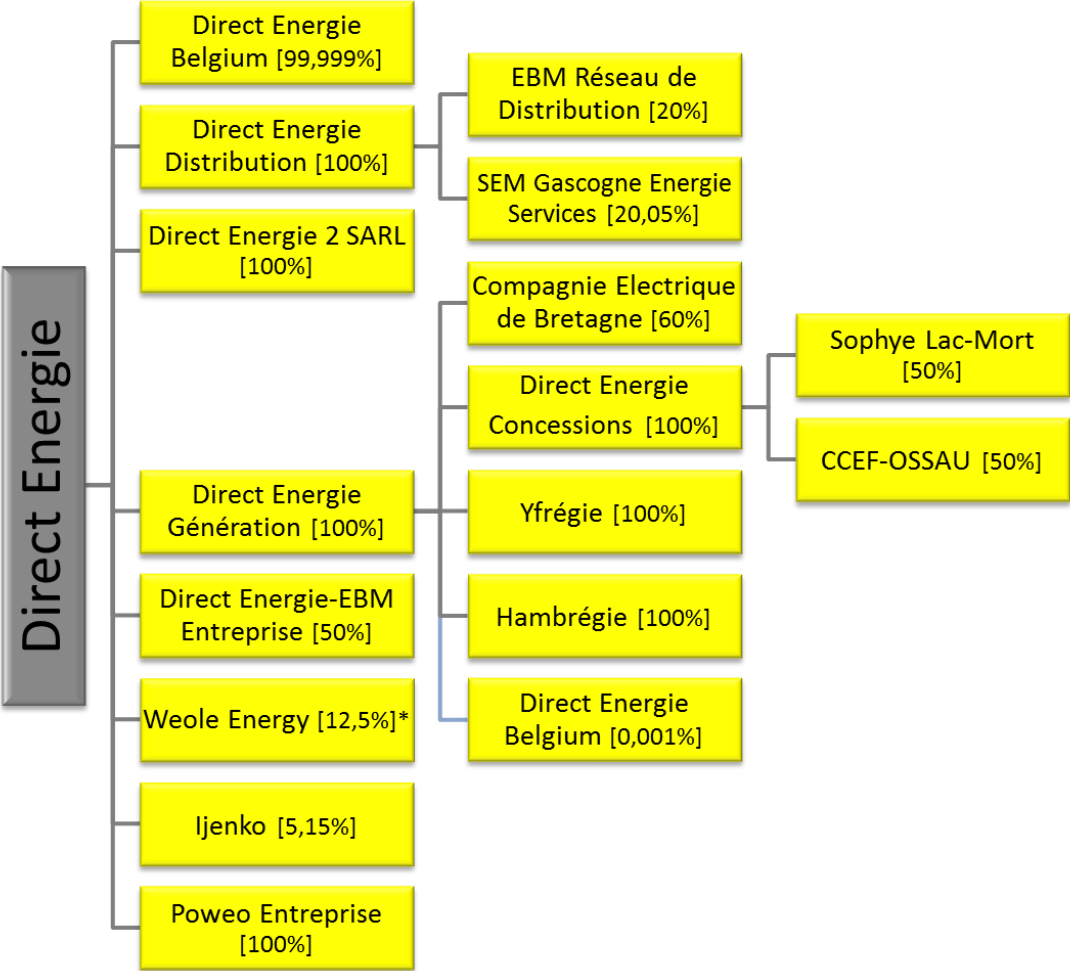 Direct Energie
Direct Energie
Belgium [99,999%]
Direct Energie
Distribution [100%]
EBM Réseau de
Distribution [20%]
SEM Gascogne Energie
Services [20,05%]
Direct Energie 2 SARL
[100%]
Direct Energie
Génération [100%]
Compagnie Electrique
de Bretagne [60%]
Direct Energie
Concessions [100%]
Sophye Lac-Mort
[50%]
CCEF-OSSAU [50%]
Yfrégie [100%]
Hambrégie [100%]
Direct Energie
Belgium [0,001%]
Direct Energie-EBM
Entreprise [50%]
Weole Energy [12,5%]*
Ijenko [5,15%]
Poweo Entreprise
[100%]